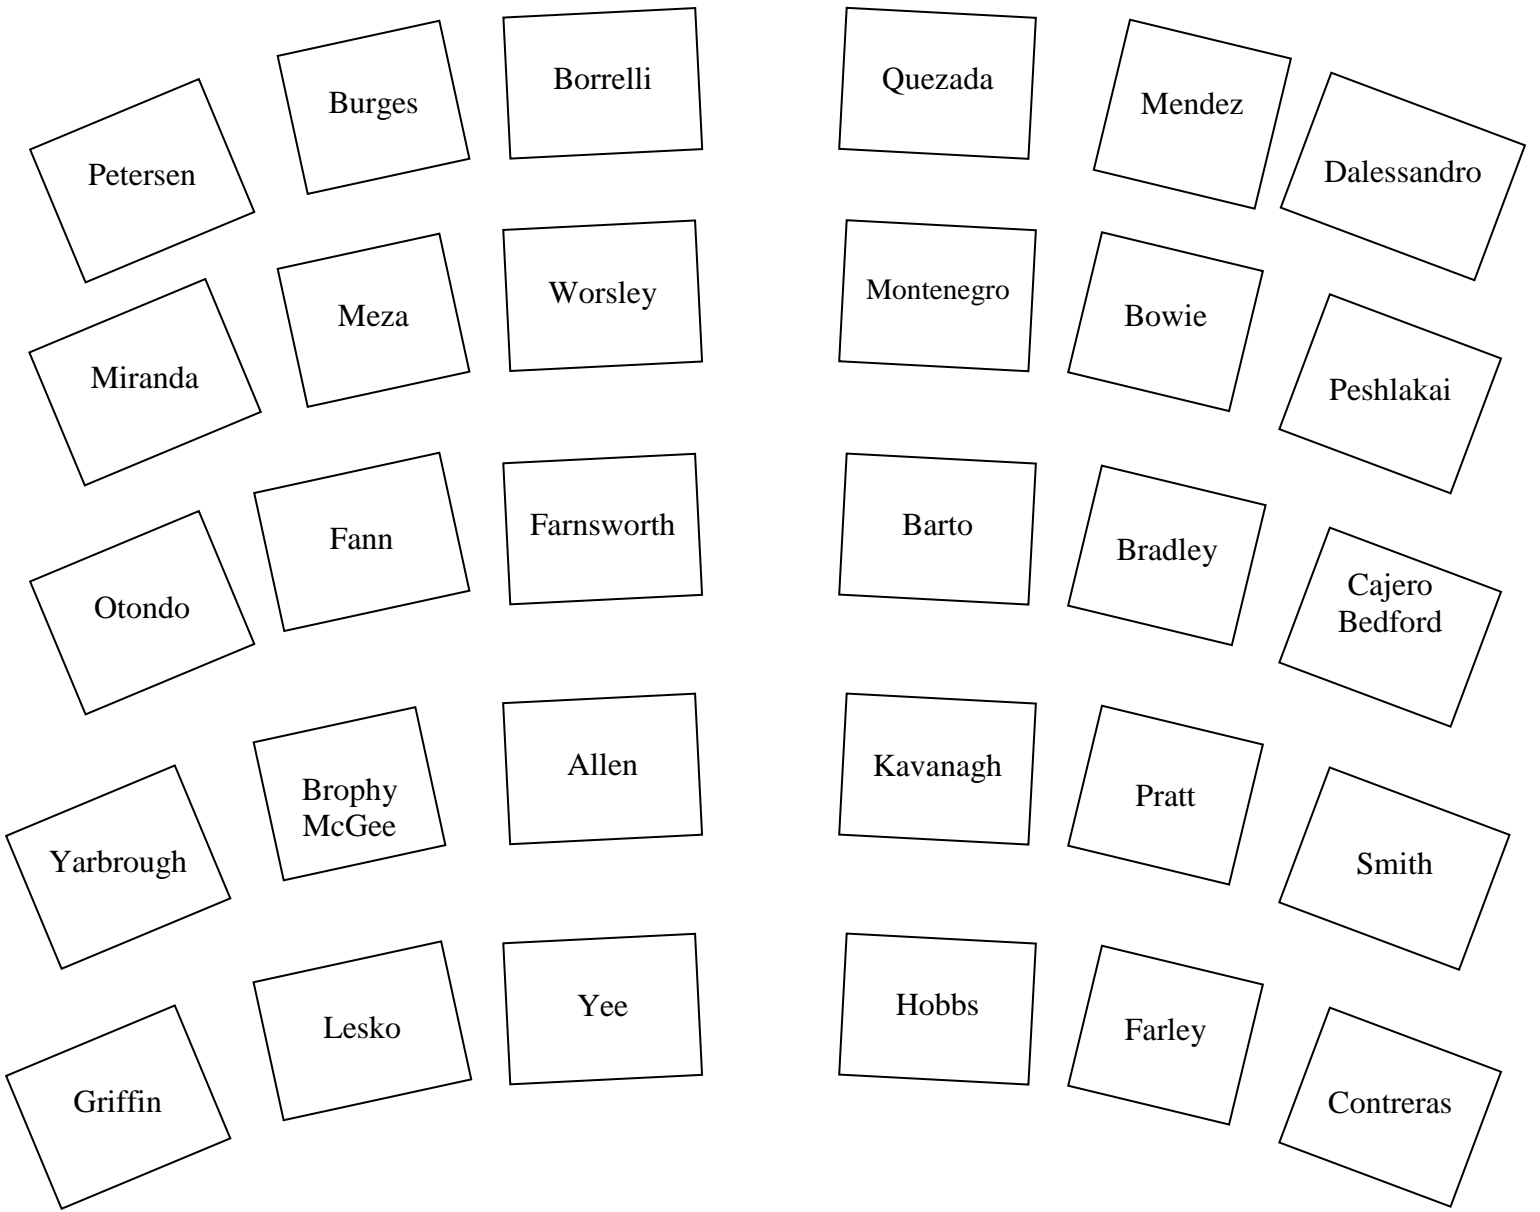 Petersen
Burges
Borrelli
Quezada
Mendez
Dalessandro
Miranda
Meza
Worsley
Montenegro
Bowie
Peshlakai
Otondo
Fann
Farnsworth
Barto
Bradley
Cajero
Bedford
Yarbrough
Brophy
McGee
Allen
Kavanagh
Pratt
Smith
Griffin
Lesko
Yee
Hobbs
Farley
Contreras